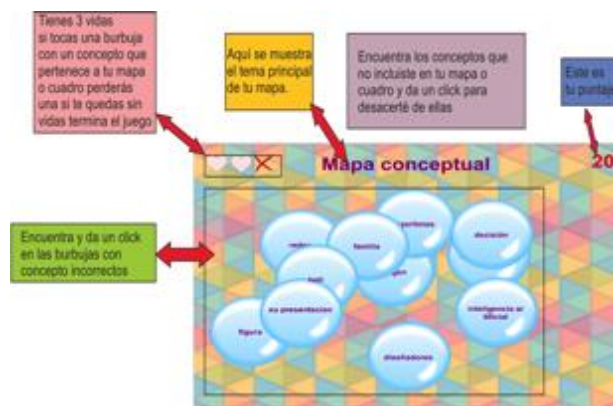 Tienes 3 vidas
si tocas una burbuja
con un concepto que
pertenece a tu mapa
o cuadro perderás
una si te quedas sin
vidas termina el juego
Aquí se muestra
el tema principal
de tu mapa.
Encuentra los conceptos que
no incluiste en tu mapa o
cuadro y da un click para
desacerté de ellas
Este es
tu puntaje
Mapa conceptual
20
Encuentra y da un click
en las burbujas con
concepto incorrectos
familia
decisión
su presentacion
figura
inteligencia ar
tificial
diseñadores